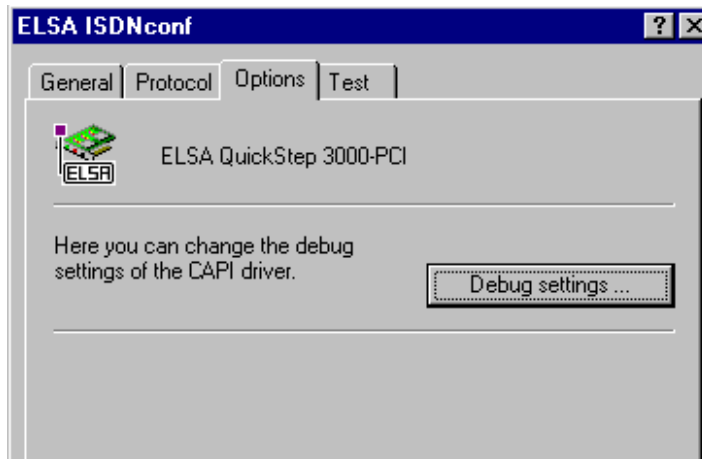 ELSA ISDNconf
General Protocol Options Test
ELSA
ELSA QuickStep 3000-PCI
Here you can change the debug
settings of the CAPI driver.
Debug settings ...